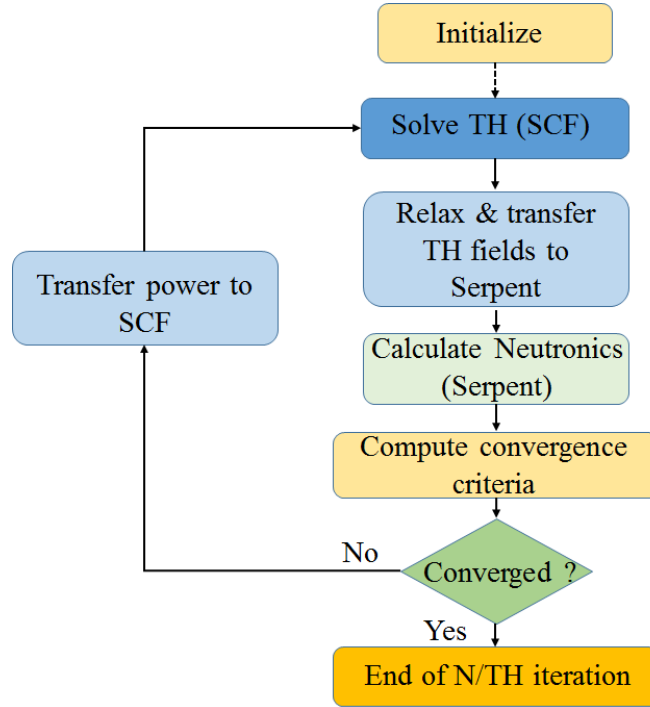 Initialize
Solve TH (SCF)
Relax & transfer
TH fields to
Serpent
Transfer power to
SCF
Calculate Neutronics
(Serpent)
Compute convergence
criteria
No
Converged ?
Yes
End of N/TH iteration